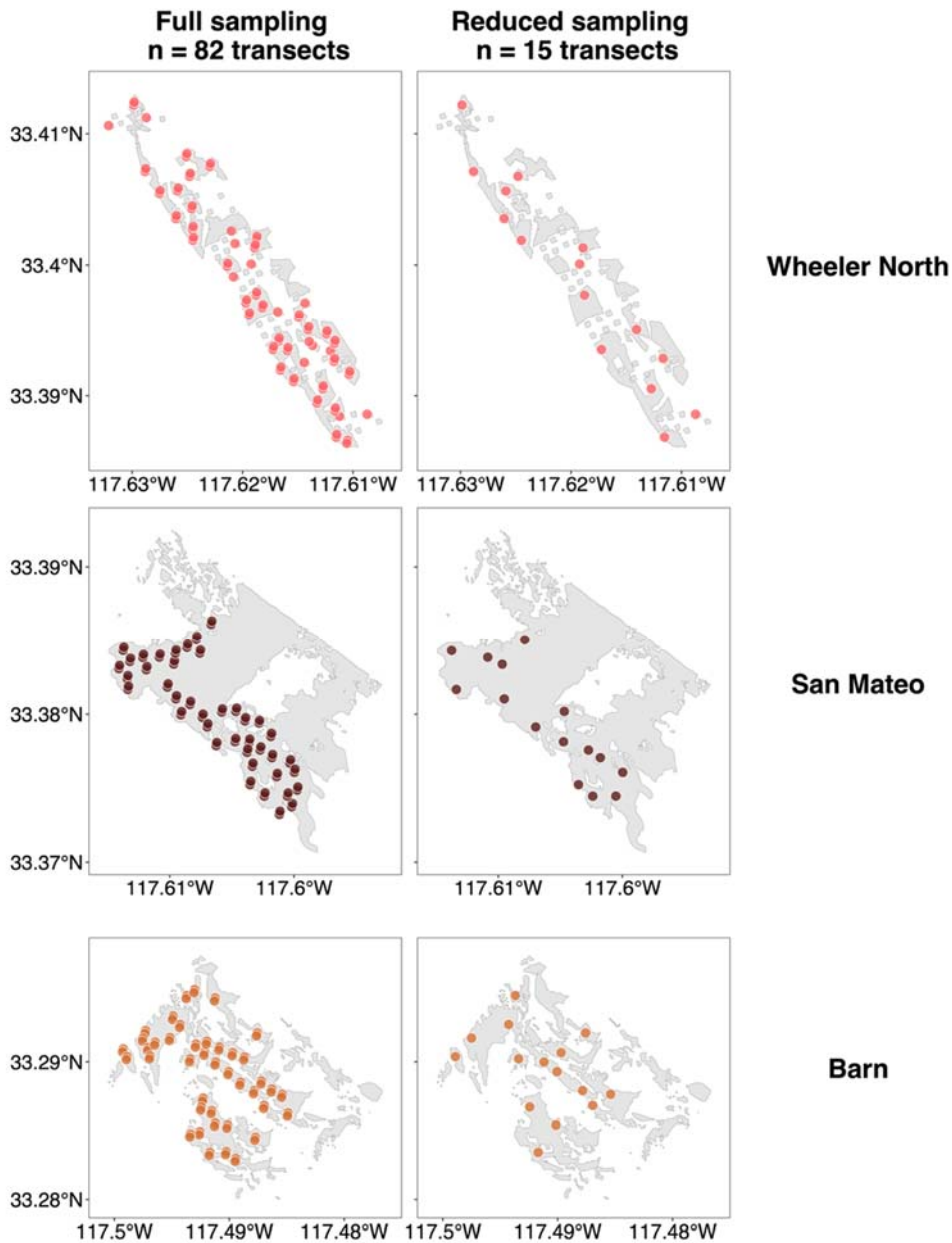 Full sampling
n = 82 transects
Reduced sampling
n = 15 transects
33.41°N
33.4°N
33.39°N
117.63°W 117.62°W 117.61°W
117.63°W 117.62°W 117.61°W
Wheeler North
33.39°N
33.38°N
33.37°N
117.61°W 117.6°W
117.61°W 117.6°W
San Mateo
33.29°N
33.28°N
117.5°W 117.49°W 117.48°W
117.5°W 117.49°W 117.48°W
Barn